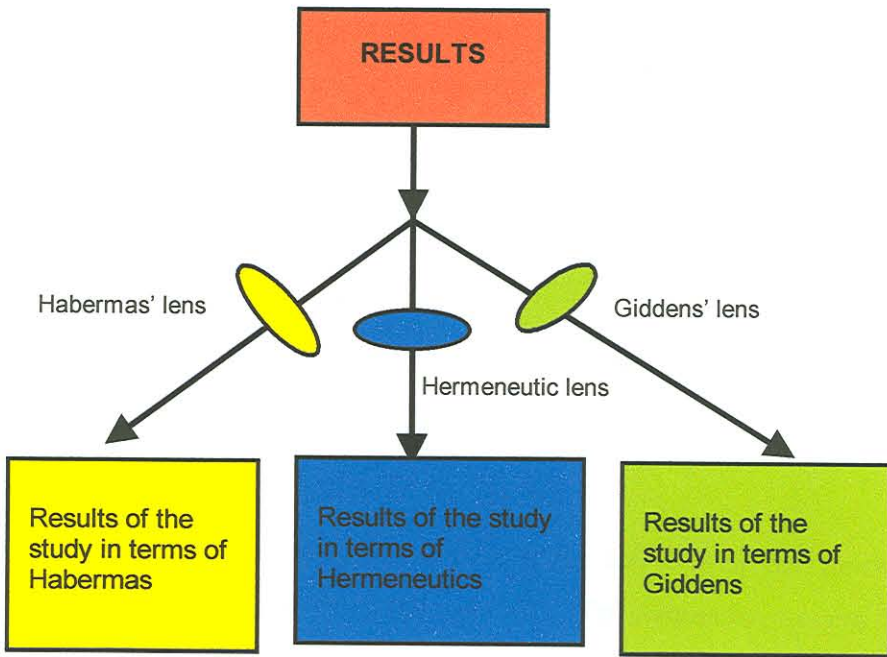 RESULTS
Habermas’ lens
Giddens’ lens
Hermeneutic lens
Results of the
study in terms of
Habermas
Results of the study
in terms of
Hermeneutics
Results of the
study in terms of
Giddens